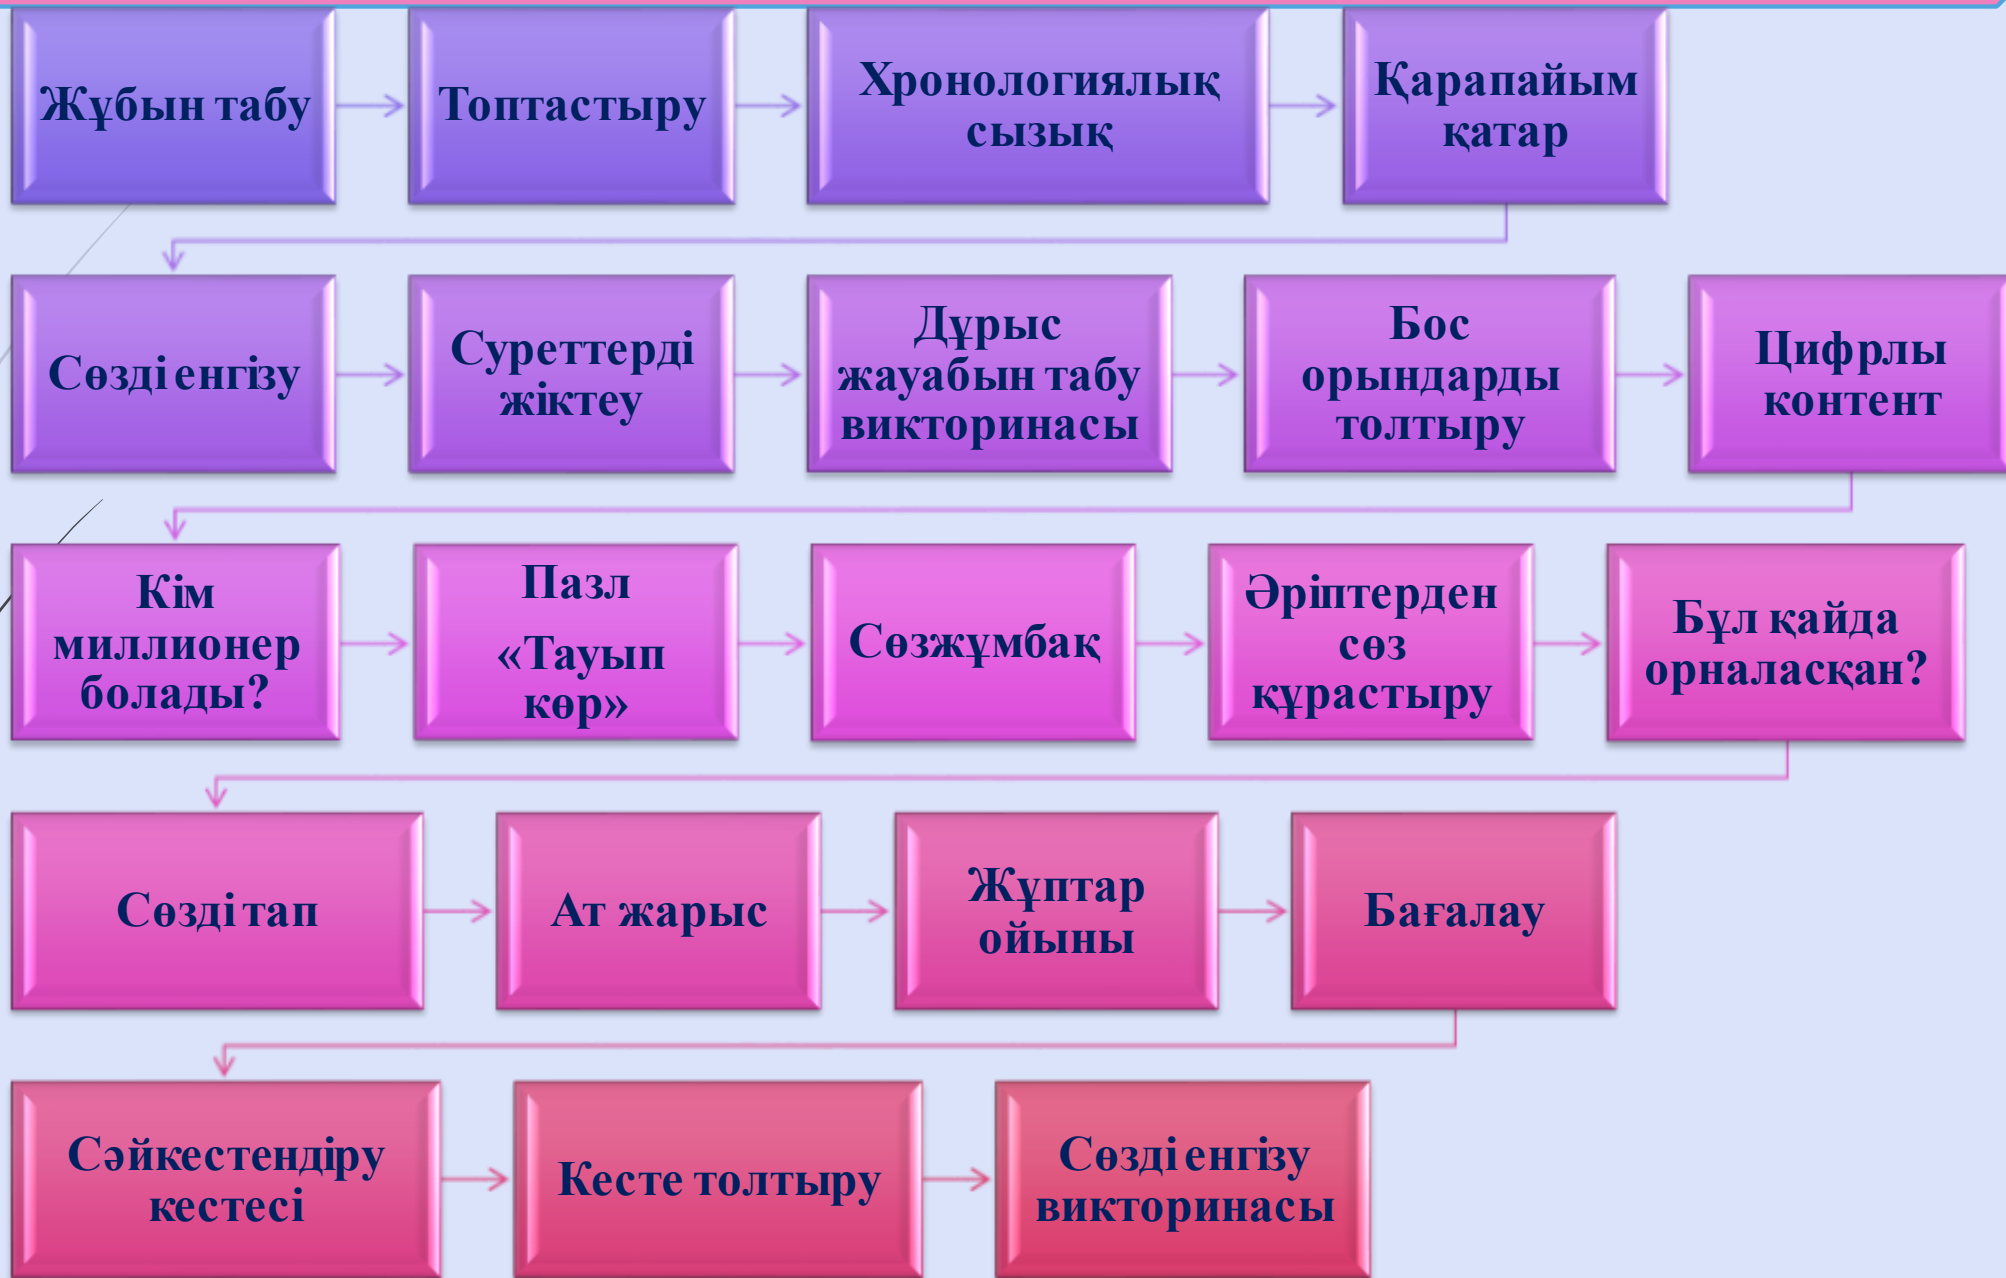 Жұбын табу
Топтастыру
Хронологиялық
сызық
Қарапайым
қатар
Сөзді енгізу
Суреттерді
жіктеу
Дұрыс
жауабын табу
викторинасы
Бос
орындарды
толтыру
Цифрлы
контент
Кім
миллионер
болады?
Пазл
«Тауып
көр»
Сөзжұмбақ
Әріптерден
сөз
құрастыру
Бұл қайда
орналасқан?
Сөзді тап
Ат жарыс
Жұптар
ойыны
Бағалау
Сәйкестендіру
кестесі
Кесте толтыру
Сөзді енгізу
викторинасы